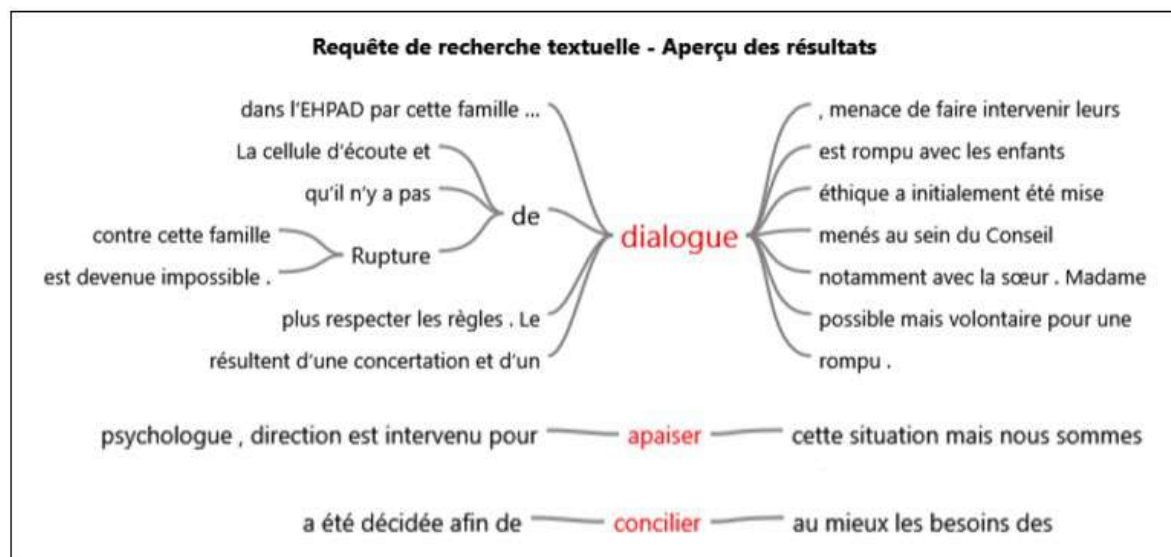 Requête de recherche textuelle - Aperçu des résultats
dans l'EHPAD par cette famille ...
La cellule d'écoute et
qu'il n'y a pas
de
contre cette famille
Rupture
est devenue impossible .
plus respecter les règles . Le
résultent d'une concertation et d'un
dialogue
, menace de faire intervenir leurs
est rompu avec les enfants
éthique a initialement été mise
menés au sein du Conseil
notamment avec la sœur . Madame
possible mais volontaire pour une
rompu .
psychologue , direction est intervenu pour apaiser cette situation mais nous sommes
a été décidée afin de concilier au mieux les besoins des